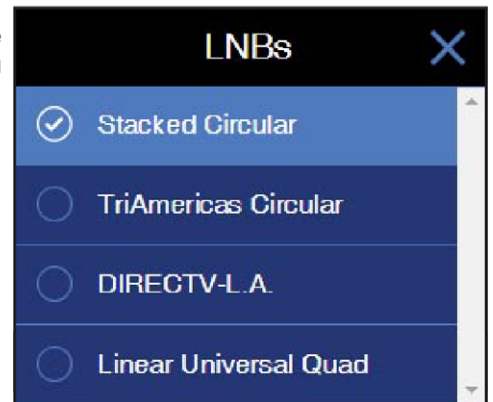 LNBs
Stacked Circular
TriAmericas Circular
DIRECTV-L.A.
Linear Universal Quad